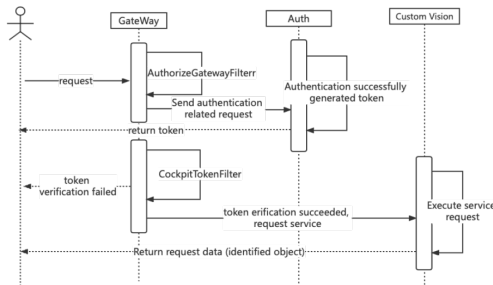 GateWay
Auth
Custom Vision
request
AuthorizeGatewayFilterr
Authentication successfully
generated token
Send authentication
related request
return token
token
verification failed
CockpitTokenFilter
token erification succeeded,
request service
Execute service
request
Return request data (identified object)